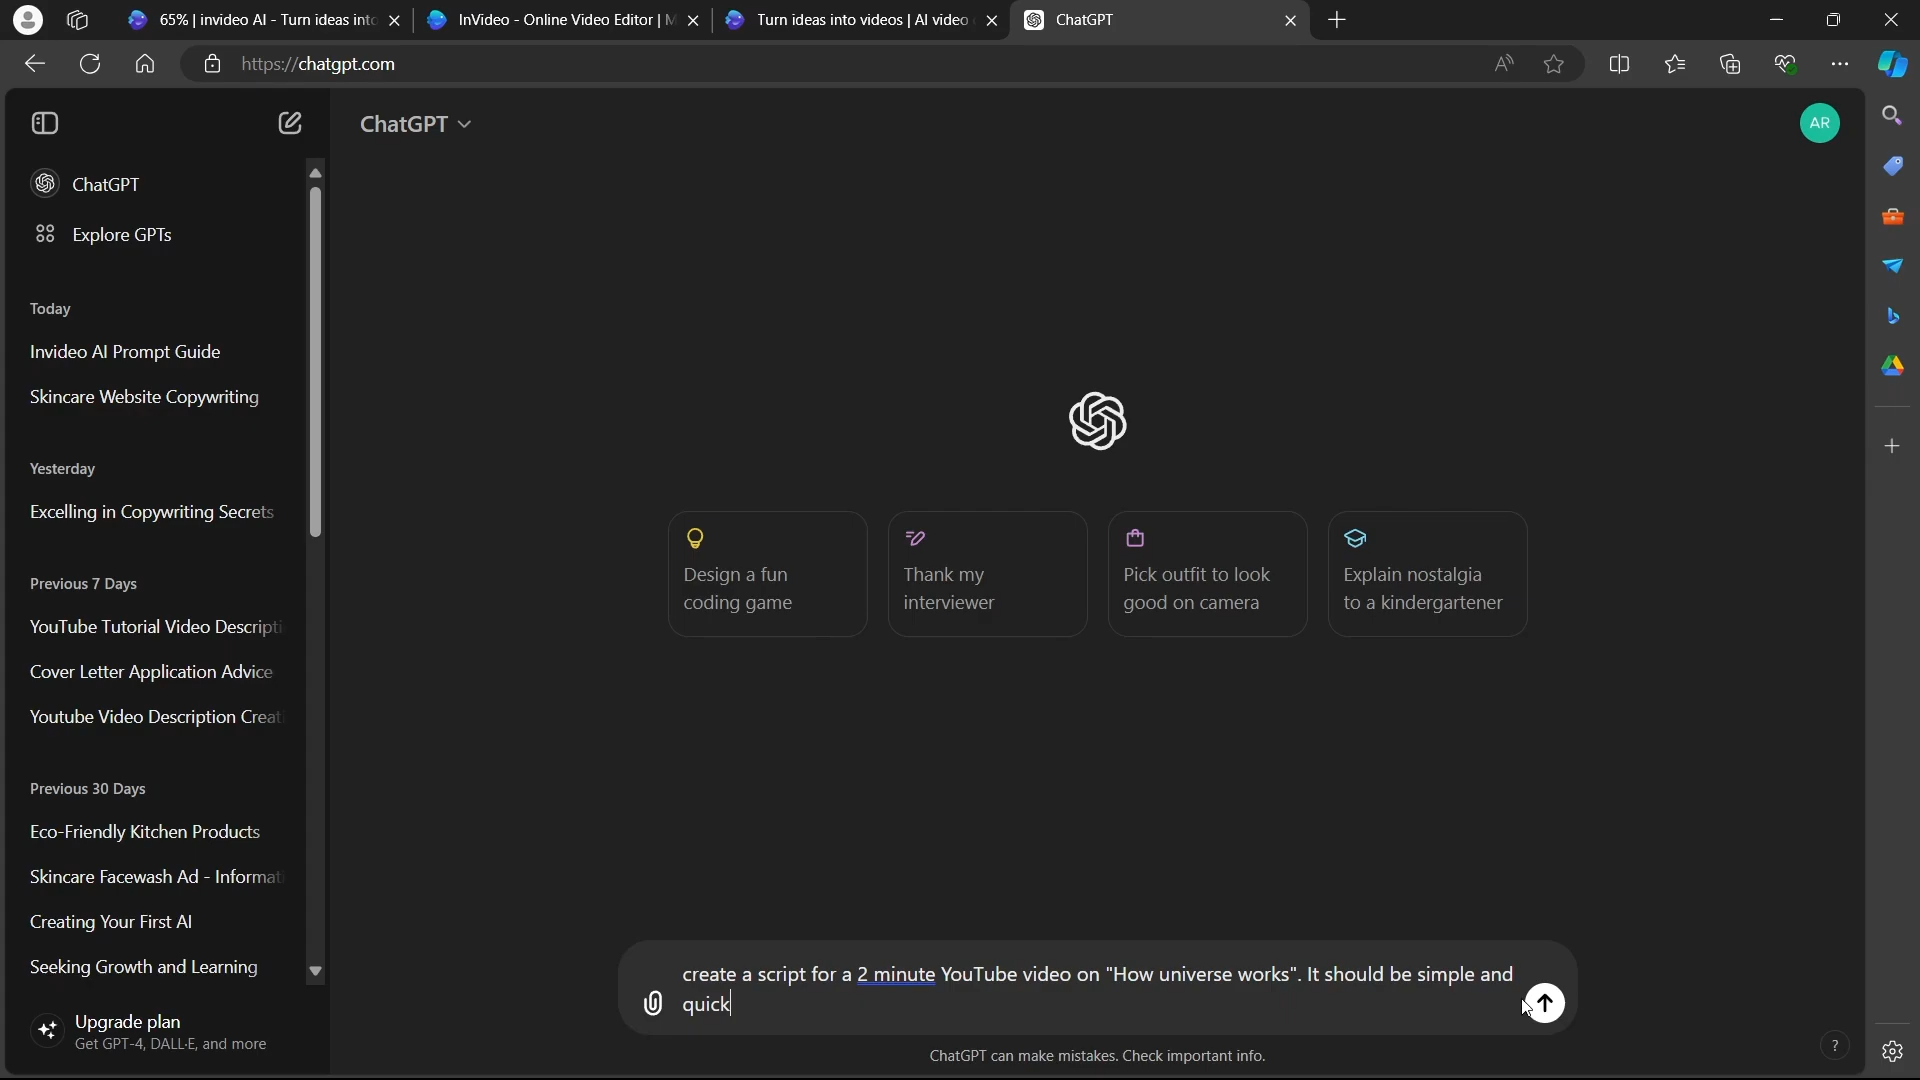 65% | invideo AI - Turn ideas into
InVideo - Online Video Editor | M
Turn ideas into videos | AI video
ChatGPT
https://chatgpt.com
ChatGPT
AR
ChatGPT
Explore GPTs
Today
Invideo AI Prompt Guide
Skincare Website Copywriting
Yesterday
Excelling in Copywriting Secrets
Previous 7 Days
YouTube Tutorial Video Descripti
Cover Letter Application Advice
Youtube Video Description Creat
Previous 30 Days
Eco-Friendly Kitchen Products
Skincare Facewash Ad - Informat
Creating Your First AI
Seeking Growth and Learning
Upgrade plan
Get GPT-4, DALL·E, and more
Design a fun
coding game
Thank my
interviewer
Pick outfit to look
good on camera
Explain nostalgia
to a kindergartener
create a script for a 2 minute YouTube video on "How universe works". It should be simple and
quick
ChatGPT can make mistakes. Check important info.
?